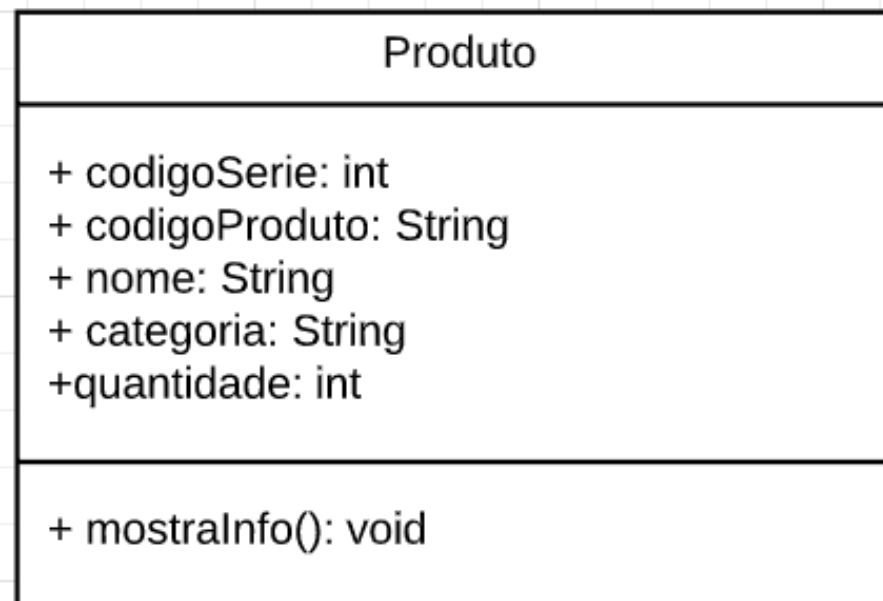 Produto
+ codigoSerie: int
+ codigoProduto: String
+ nome: String
+ categoria: String
+quantidade: int
+ mostraInfo(): void